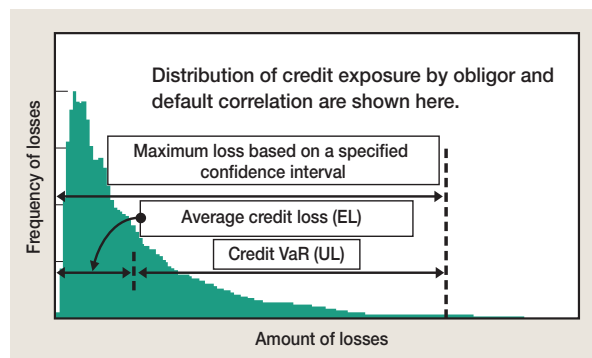 Distribution of credit exposure by obligor and
default correlation are shown here.
Maximum loss based on a specified
confidence interval
Average credit loss (EL)
Credit VaR (UL)
Frequency of losses
Amount of losses